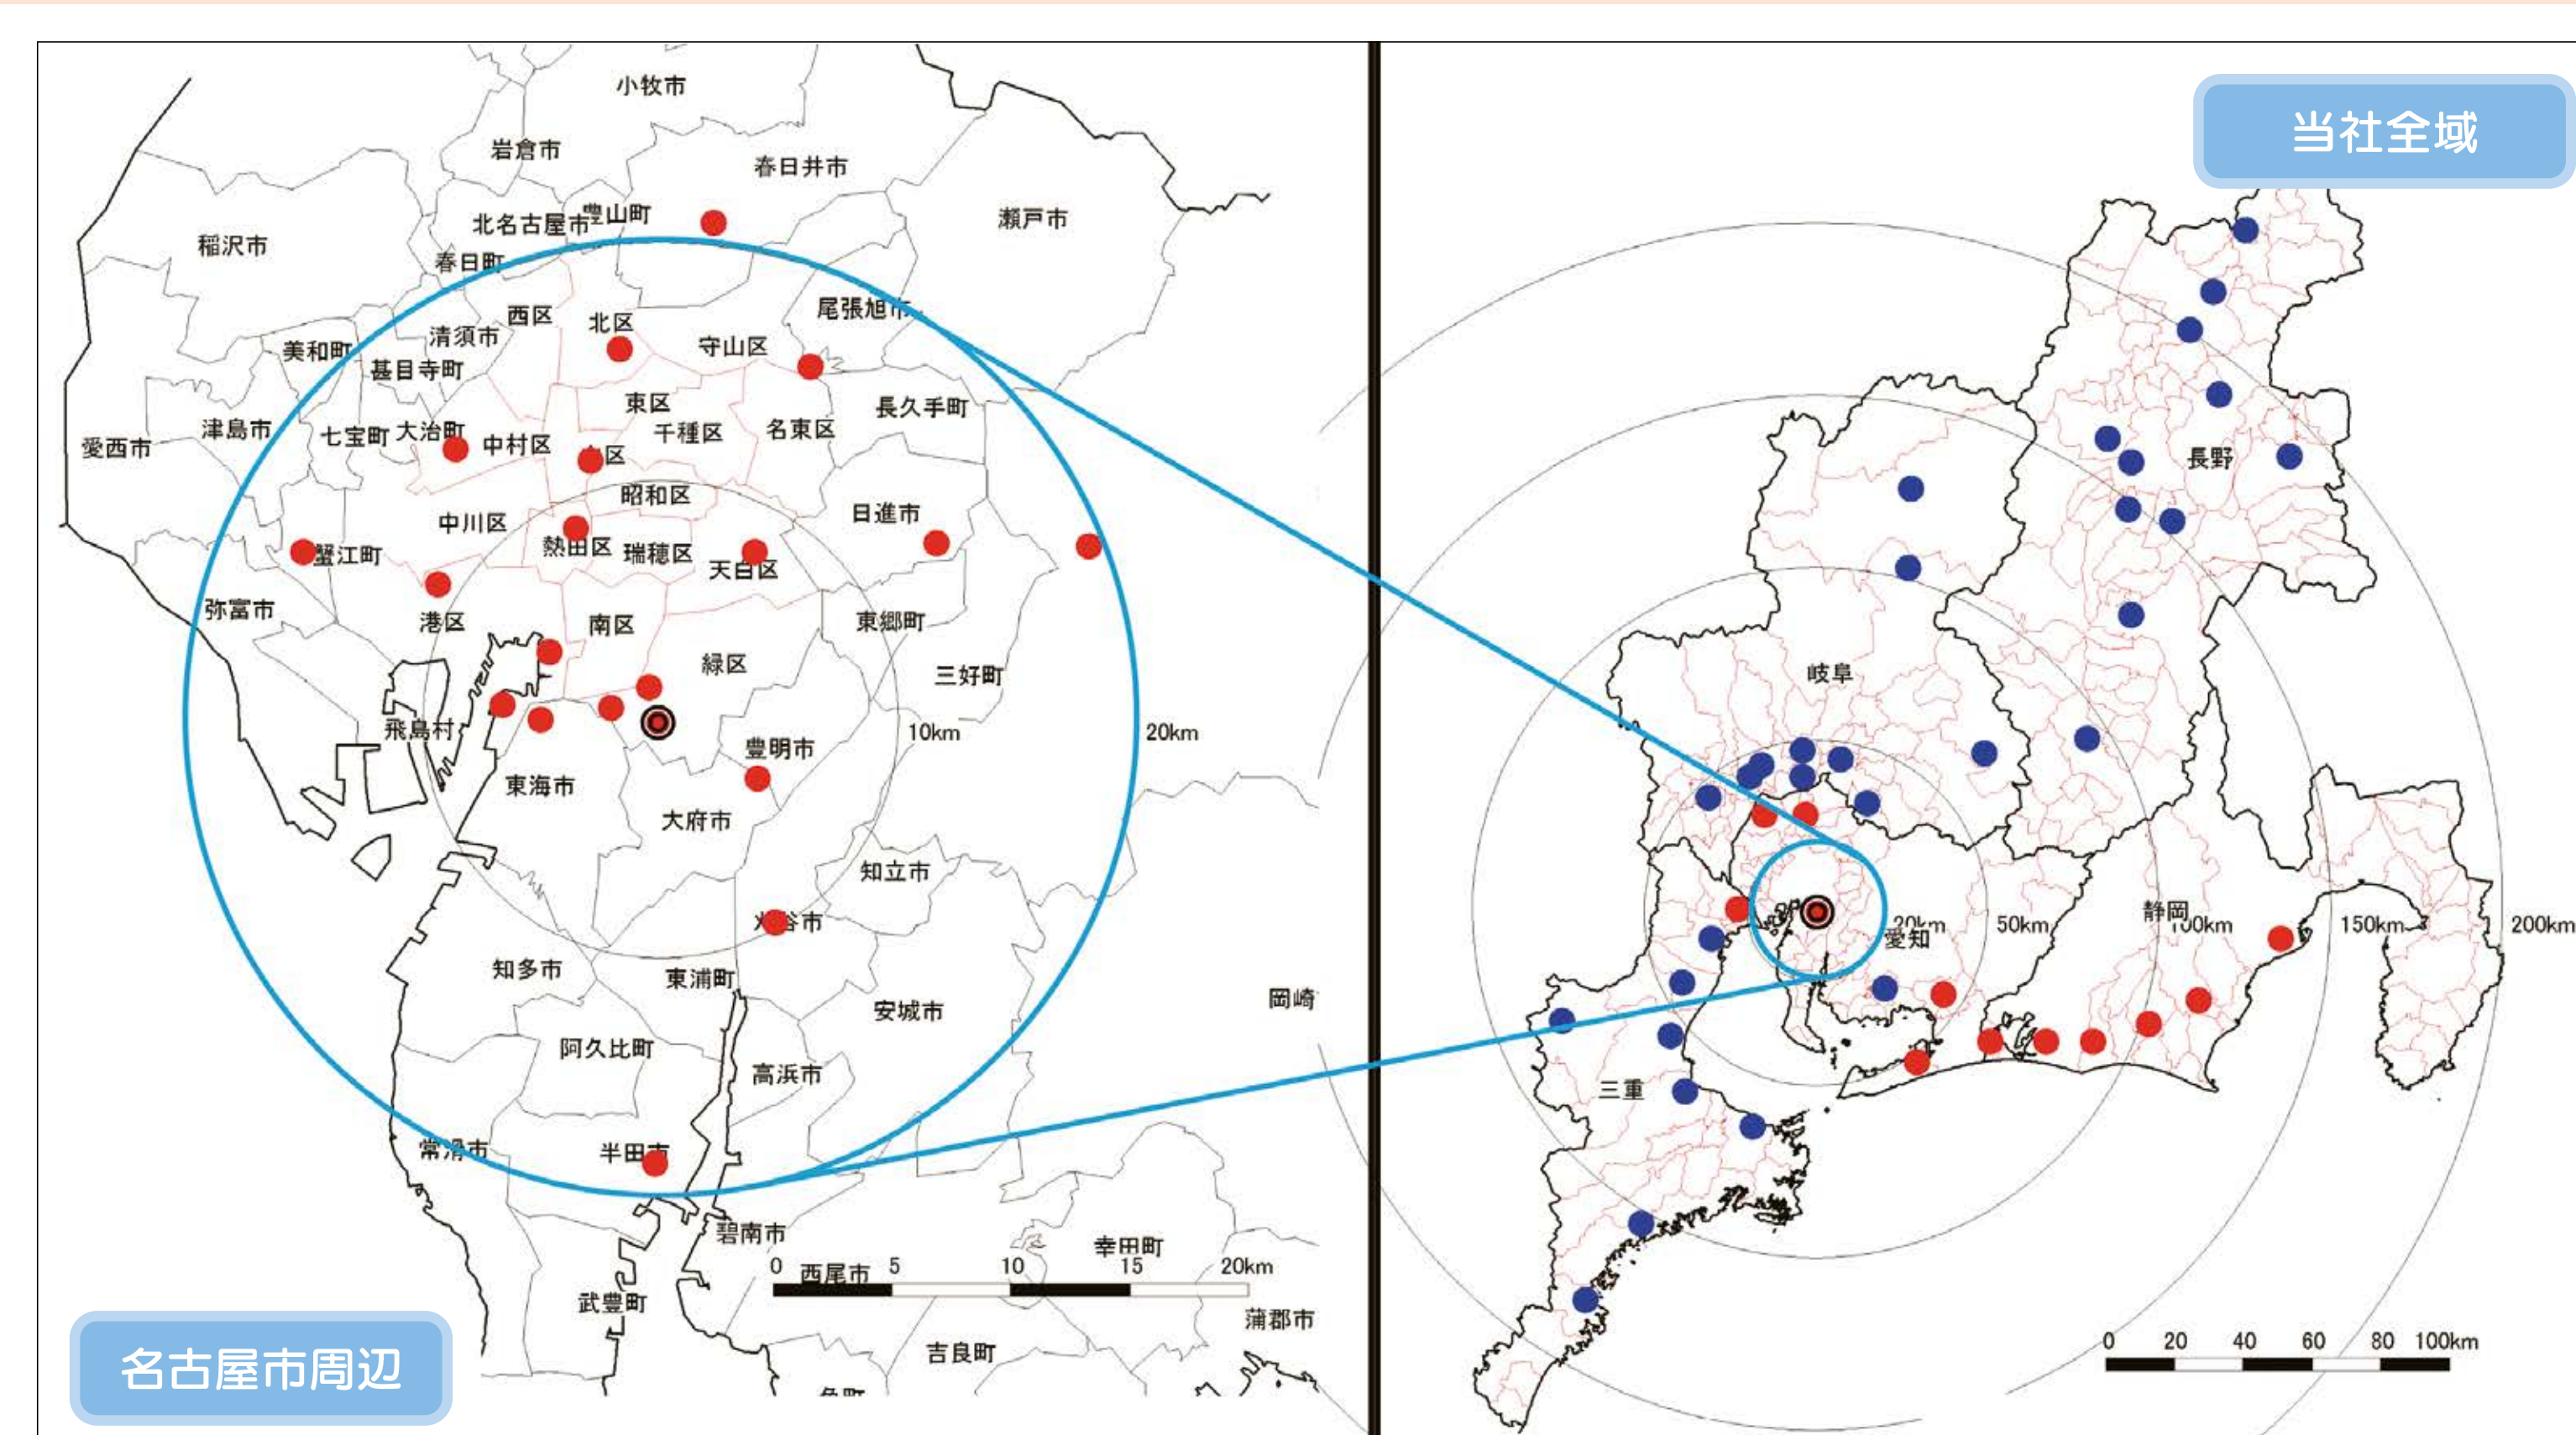 小牧市
岩倉市
春日井市
北名古屋市
豊山町
瀬戸市
稲沢市
春日町
西区
北区
尾張旭市
清須市
守山区
美和町
甚目寺町
東区
長久手町
津島市
七宝町
大治町
中村区
千種区
名東区
愛西市
区
昭和区
中川区
日進市
蟹江町
熱田区
瑞穂区
天白区
弥富市
港区
南区
東郷町
緑区
三好町
飛島村
10km
20km
豊明市
東海市
大府市
知立市
刈谷市
知多市
東浦町
岡崎
安城市
阿久比町
高浜市
常滑市
半田市
碧南市
幸田町
0 5 10 15 20km
西尾市
武豊町
蒲郡市
吉良町
名古屋市周辺
当社全域
長野
岐阜
静岡
20km
50km
100km
150km
200km
愛知
三重
0 20 40 60 80 100km